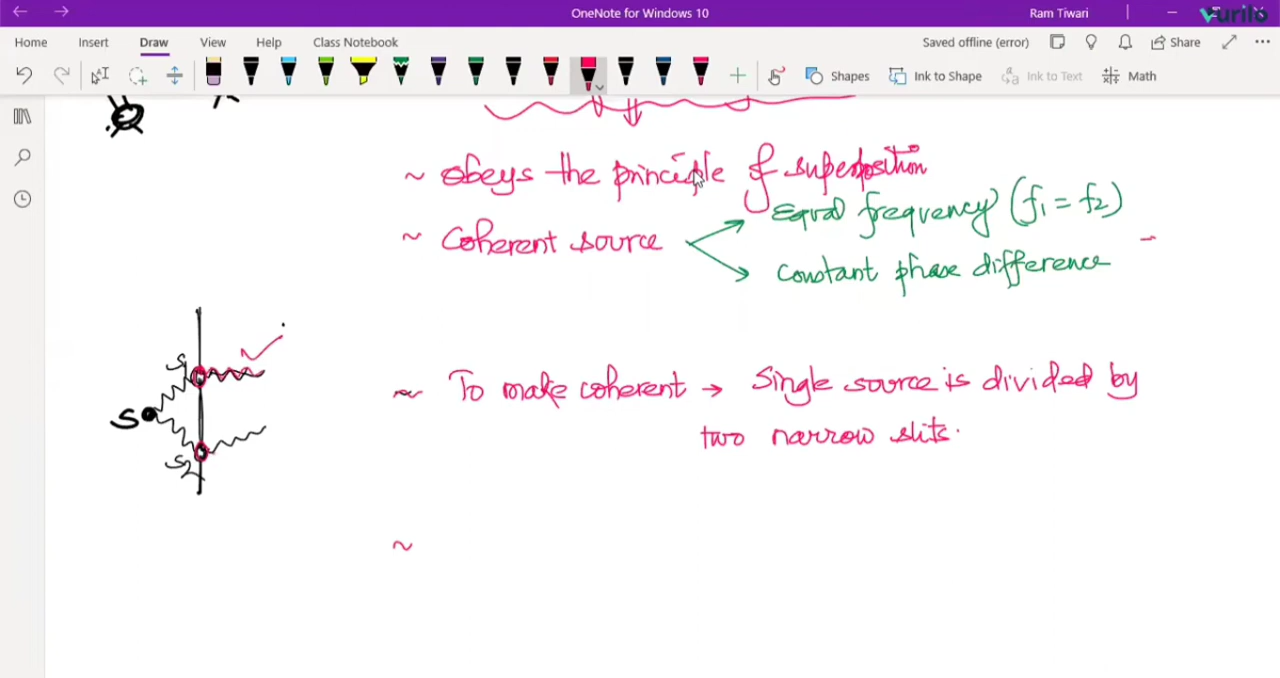 OneNote for Windows 10
Ram Tiwari
vurilo
Home Insert Draw View Help Class Notebook
Saved offline (error)
Share
Shapes
Ink to Shape
Ink to Text
Math
~ obeys the principle of superposition
~ Coherent source
Equal frequency (f1 = f2)
constant phase difference
S1
S
S2
~ To make coherent → Single source is divided by
two narrow slits.
~